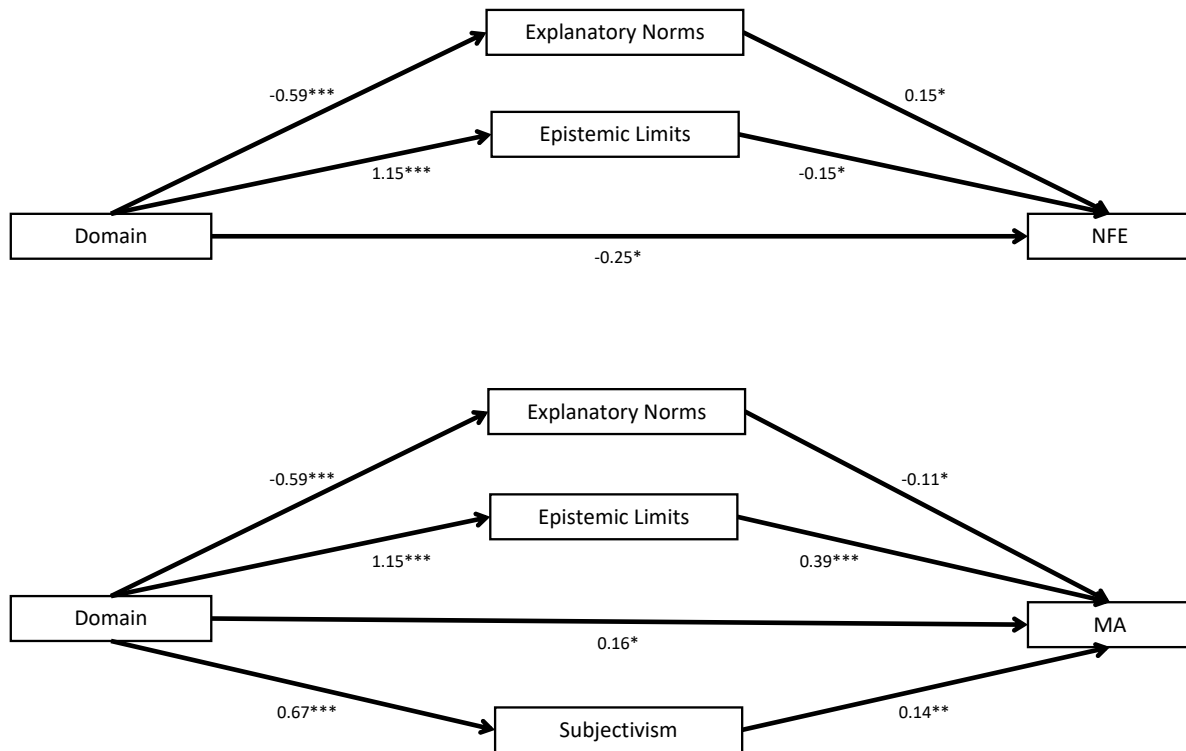 Explanatory Norms
-0.59***
0.15*
Epistemic Limits
1.15***
-0.15*
Domain
NFE
-0.25*
Explanatory Norms
-0.59***
-0.11*
Epistemic Limits
1.15***
0.39***
Domain
MA
0.16*
0.67***
Subjectivism
0.14**